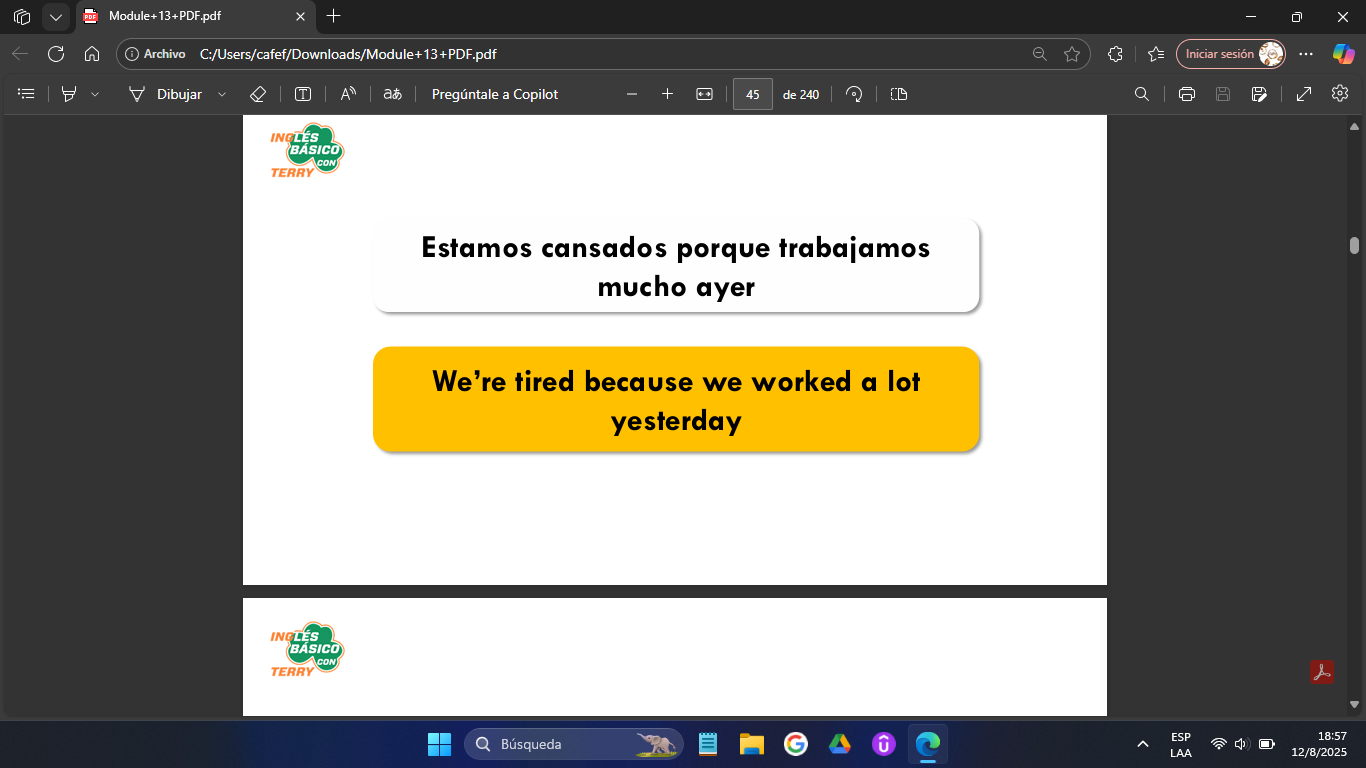 Module+13+PDF.pdf
Archivo C:/Users/cafef/Downloads/Module+13+PDF.pdf
Iniciar sesión
Dibujar
Pregúntale a Copilot
45 de 240
INGLÉS
BÁSICO
CON
TERRY
Estamos cansados porque trabajamos
mucho ayer
We’re tired because we worked a lot
yesterday
INGLÉS
BÁSICO
CON
TERRY
Búsqueda
ESP
LAA
18:57
12/8/2025